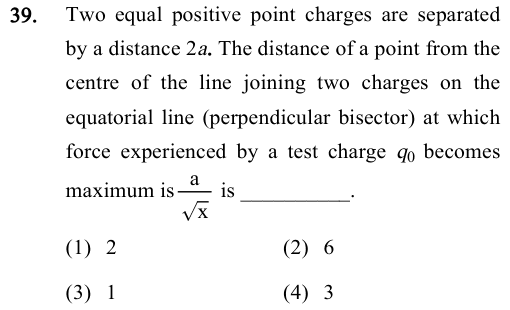 39. Two equal positive point charges are separated
by a distance 2a. The distance of a point from the
centre of the line joining two charges on the
equatorial line (perpendicular bisector) at which
force experienced by a test charge q₀ becomes
maximum is a/√x is __________.
(1) 2 (2) 6
(3) 1 (4) 3